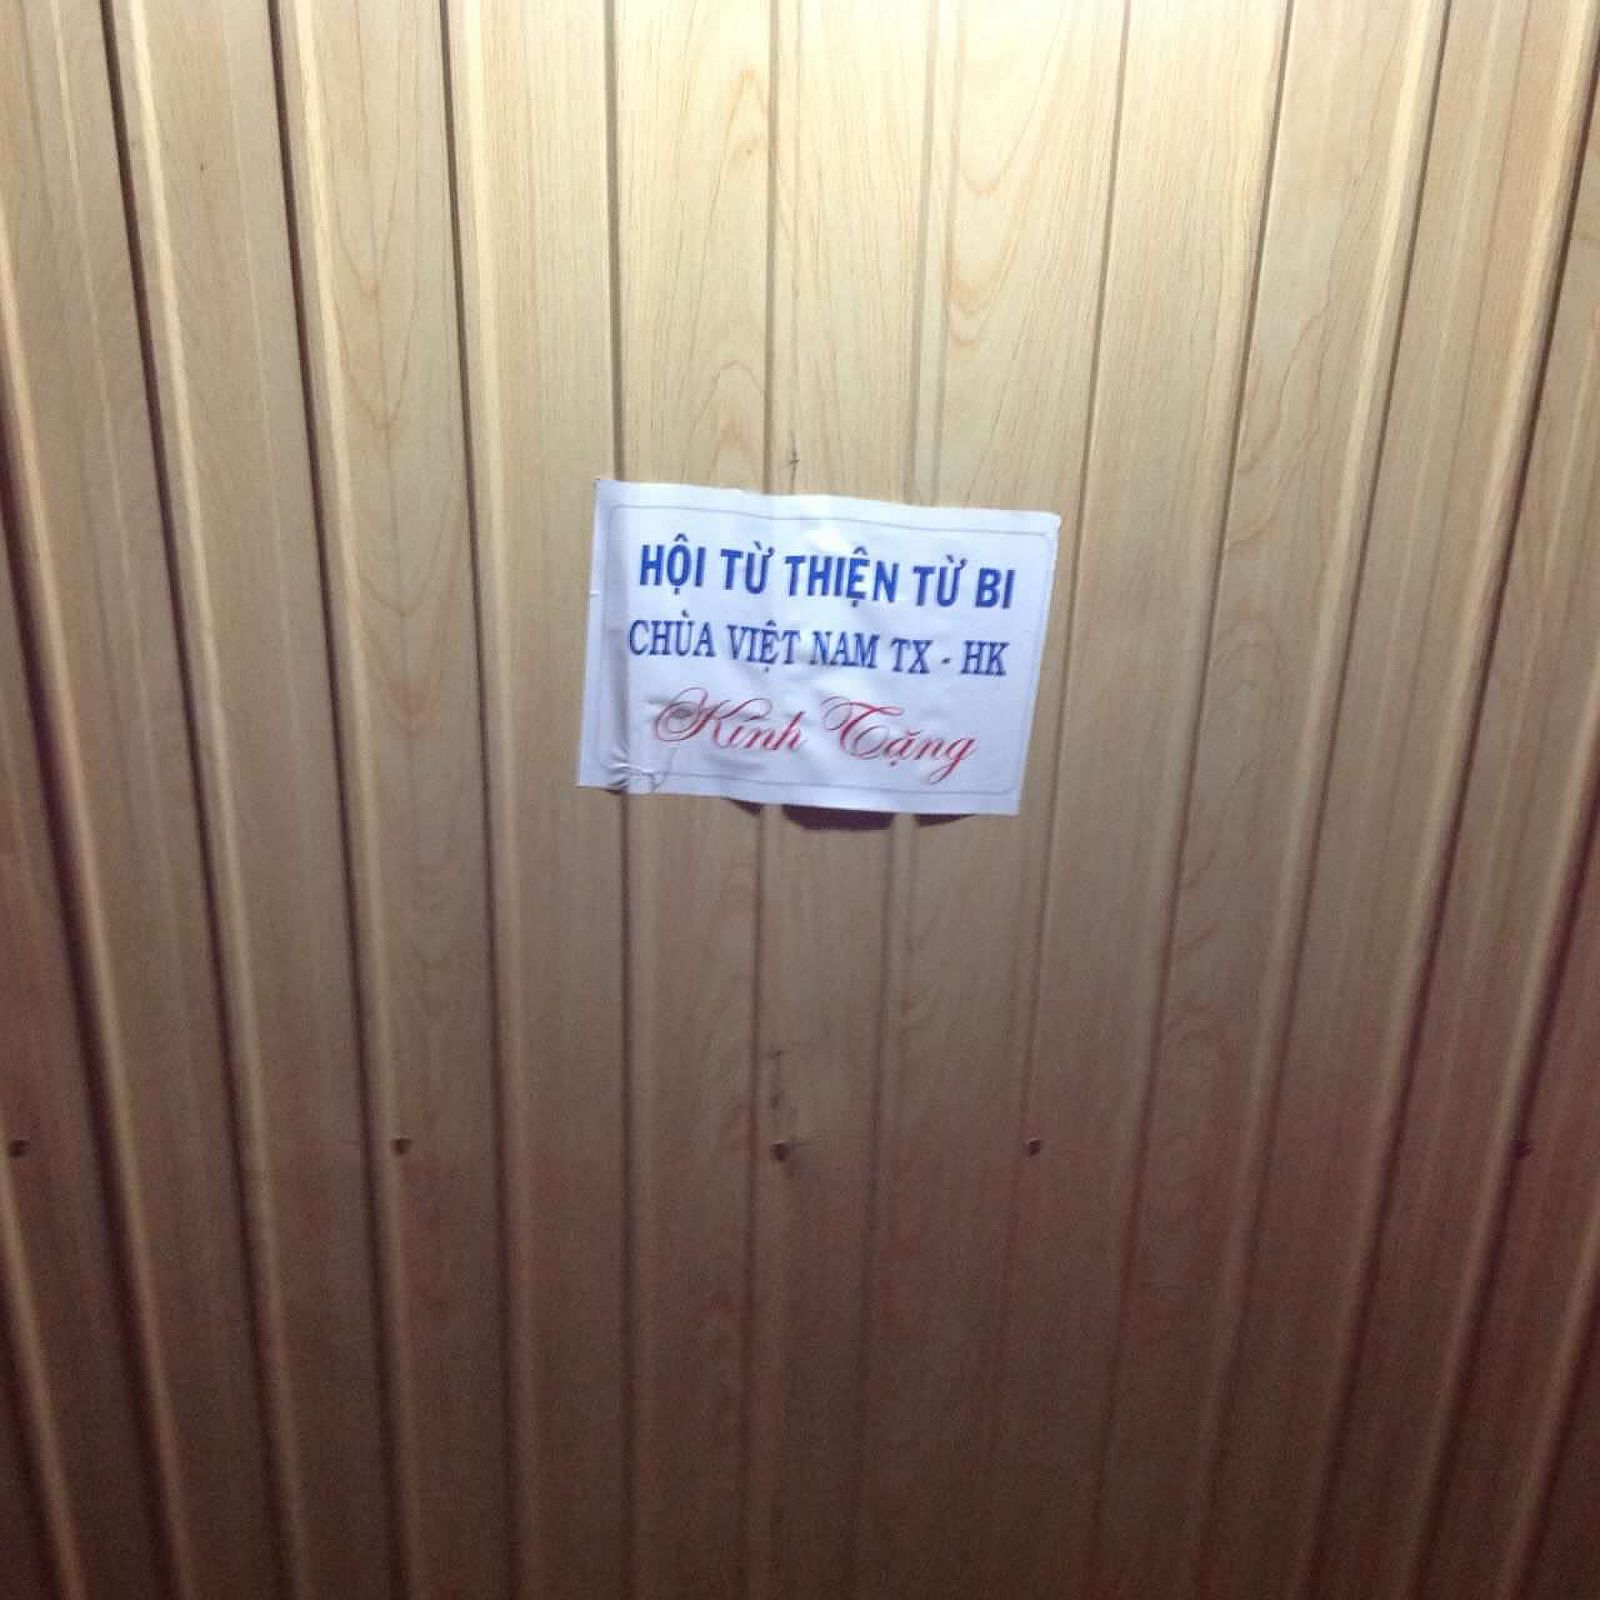 HỘI TỪ THIỆN TỪ BI
CHÙA VIỆT NAM TX - HK
Kính Tặng